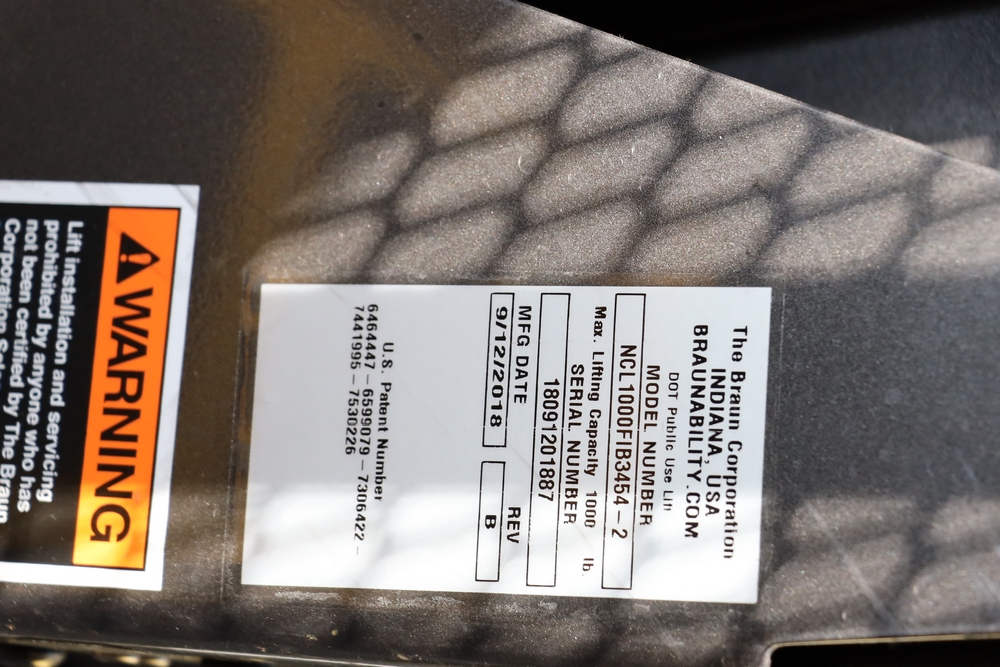 The Braun Corporation
INDIANA, USA
BRAUNABILITY.COM
DOT Public Use Lift
MODEL NUMBER
NCL1000FIB3454-2
Max. Lifting Capacity 1000 lb.
SERIAL NUMBER
18091201887
MFG DATE REV
9/12/2018 B
U.S. Patent Number
6464447-6599079-7306422-
7441995-7530226
WARNING
Lift installation and servicing
prohibited by anyone who has
not been certified by The Braun
Corporation Sales